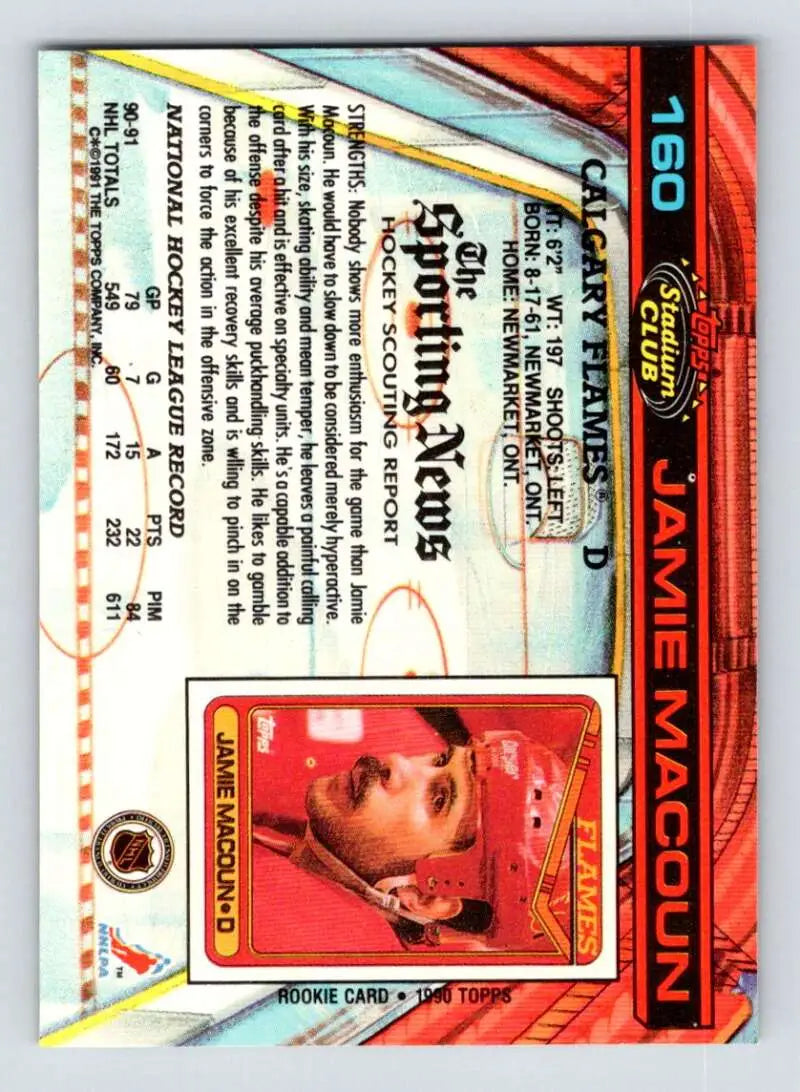 160
Topps
Stadium
CLUB
JAMIE MACOUN
CALGARY FLAMES® D
HT: 6'2" WT: 197 SHOOTS: LEFT
BORN: 8-17-61, NEWMARKET, ONT.
HOME: NEWMARKET, ONT.
The
Sporting News
HOCKEY SCOUTING REPORT
STRENGTHS: Nobody shows more enthusiasm for the game than Jamie
Macoun. He would have to slow down to be considered merely hyperactive.
With his size, skating ability and mean temper, he leaves a painful calling
card after a hit and is effective on specialty units. He's a capable addition to
the offense despite his average puckhandling skills. He likes to gamble
because of his excellent recovery skills and is willing to pinch in on the
corners to force the action in the offensive zone.
NATIONAL HOCKEY LEAGUE RECORD
GP G A PTS PIM
90-91 79 7 15 22 84
NHL TOTALS 549 60 172 232 611
C*©1991 THE TOPPS COMPANY, INC.
FLAMES
TOPPS
JAMIE MACOUN•D
ROOKIE CARD • 1990 TOPPS
NHL
NHLPA
TM